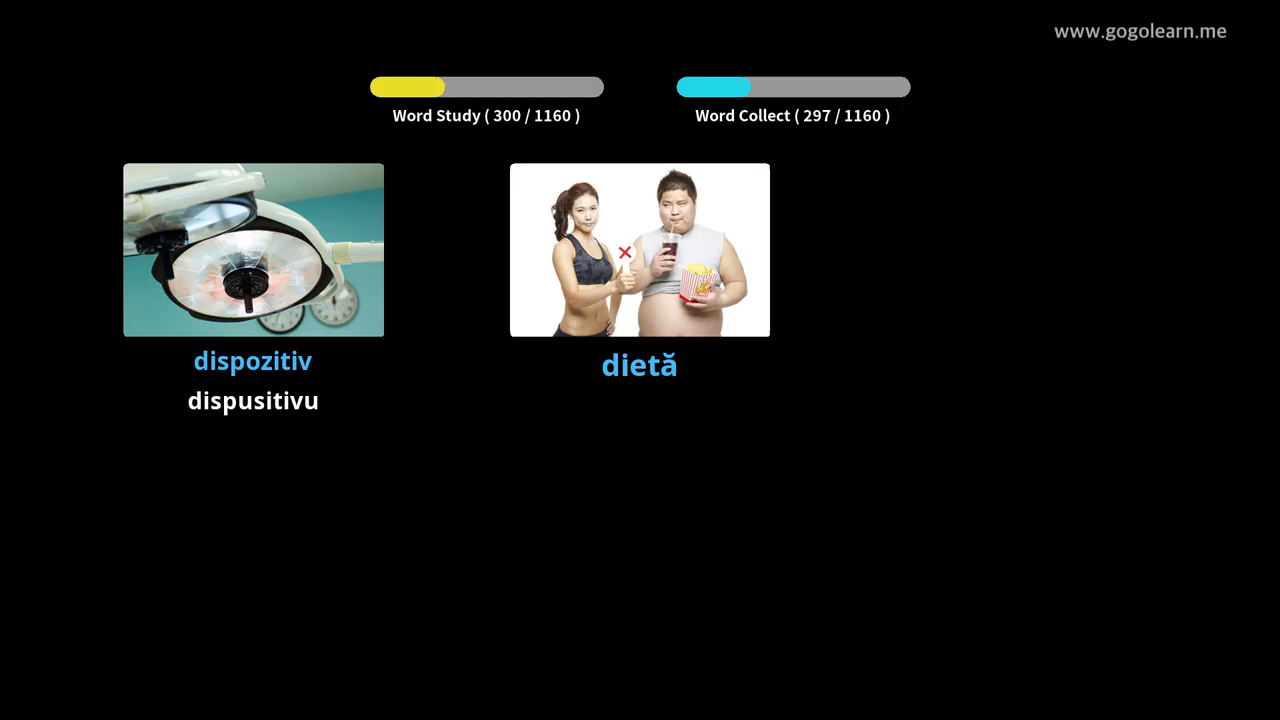 www.gogolearn.me
Word Study ( 300 / 1160 )
Word Collect ( 297 / 1160 )
dispozitiv
dispusitivu
dietă